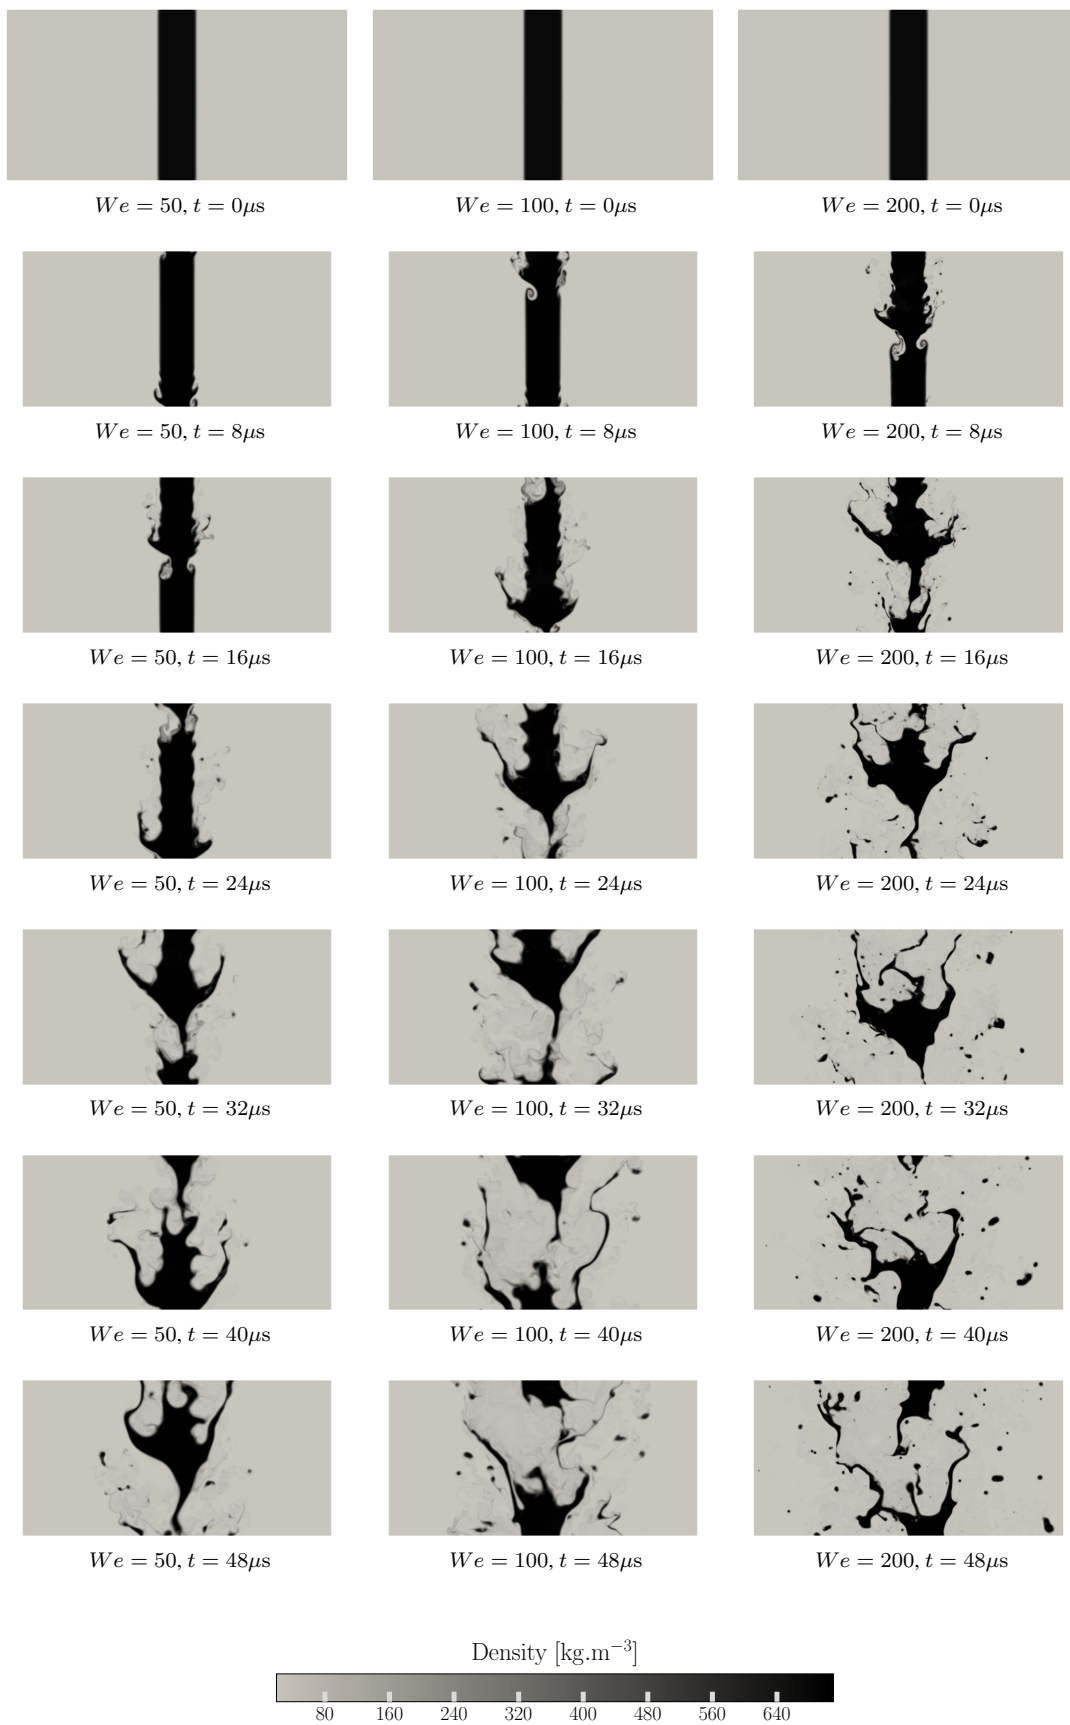 We = 50, t = 0μs
We = 100, t = 0μs
We = 200, t = 0μs
We = 50, t = 8μs
We = 100, t = 8μs
We = 200, t = 8μs
We = 50, t = 16μs
We = 100, t = 16μs
We = 200, t = 16μs
We = 50, t = 24μs
We = 100, t = 24μs
We = 200, t = 24μs
We = 50, t = 32μs
We = 100, t = 32μs
We = 200, t = 32μs
We = 50, t = 40μs
We = 100, t = 40μs
We = 200, t = 40μs
We = 50, t = 48μs
We = 100, t = 48μs
We = 200, t = 48μs
Density [kg.m⁻³]
80 160 240 320 400 480 560 640